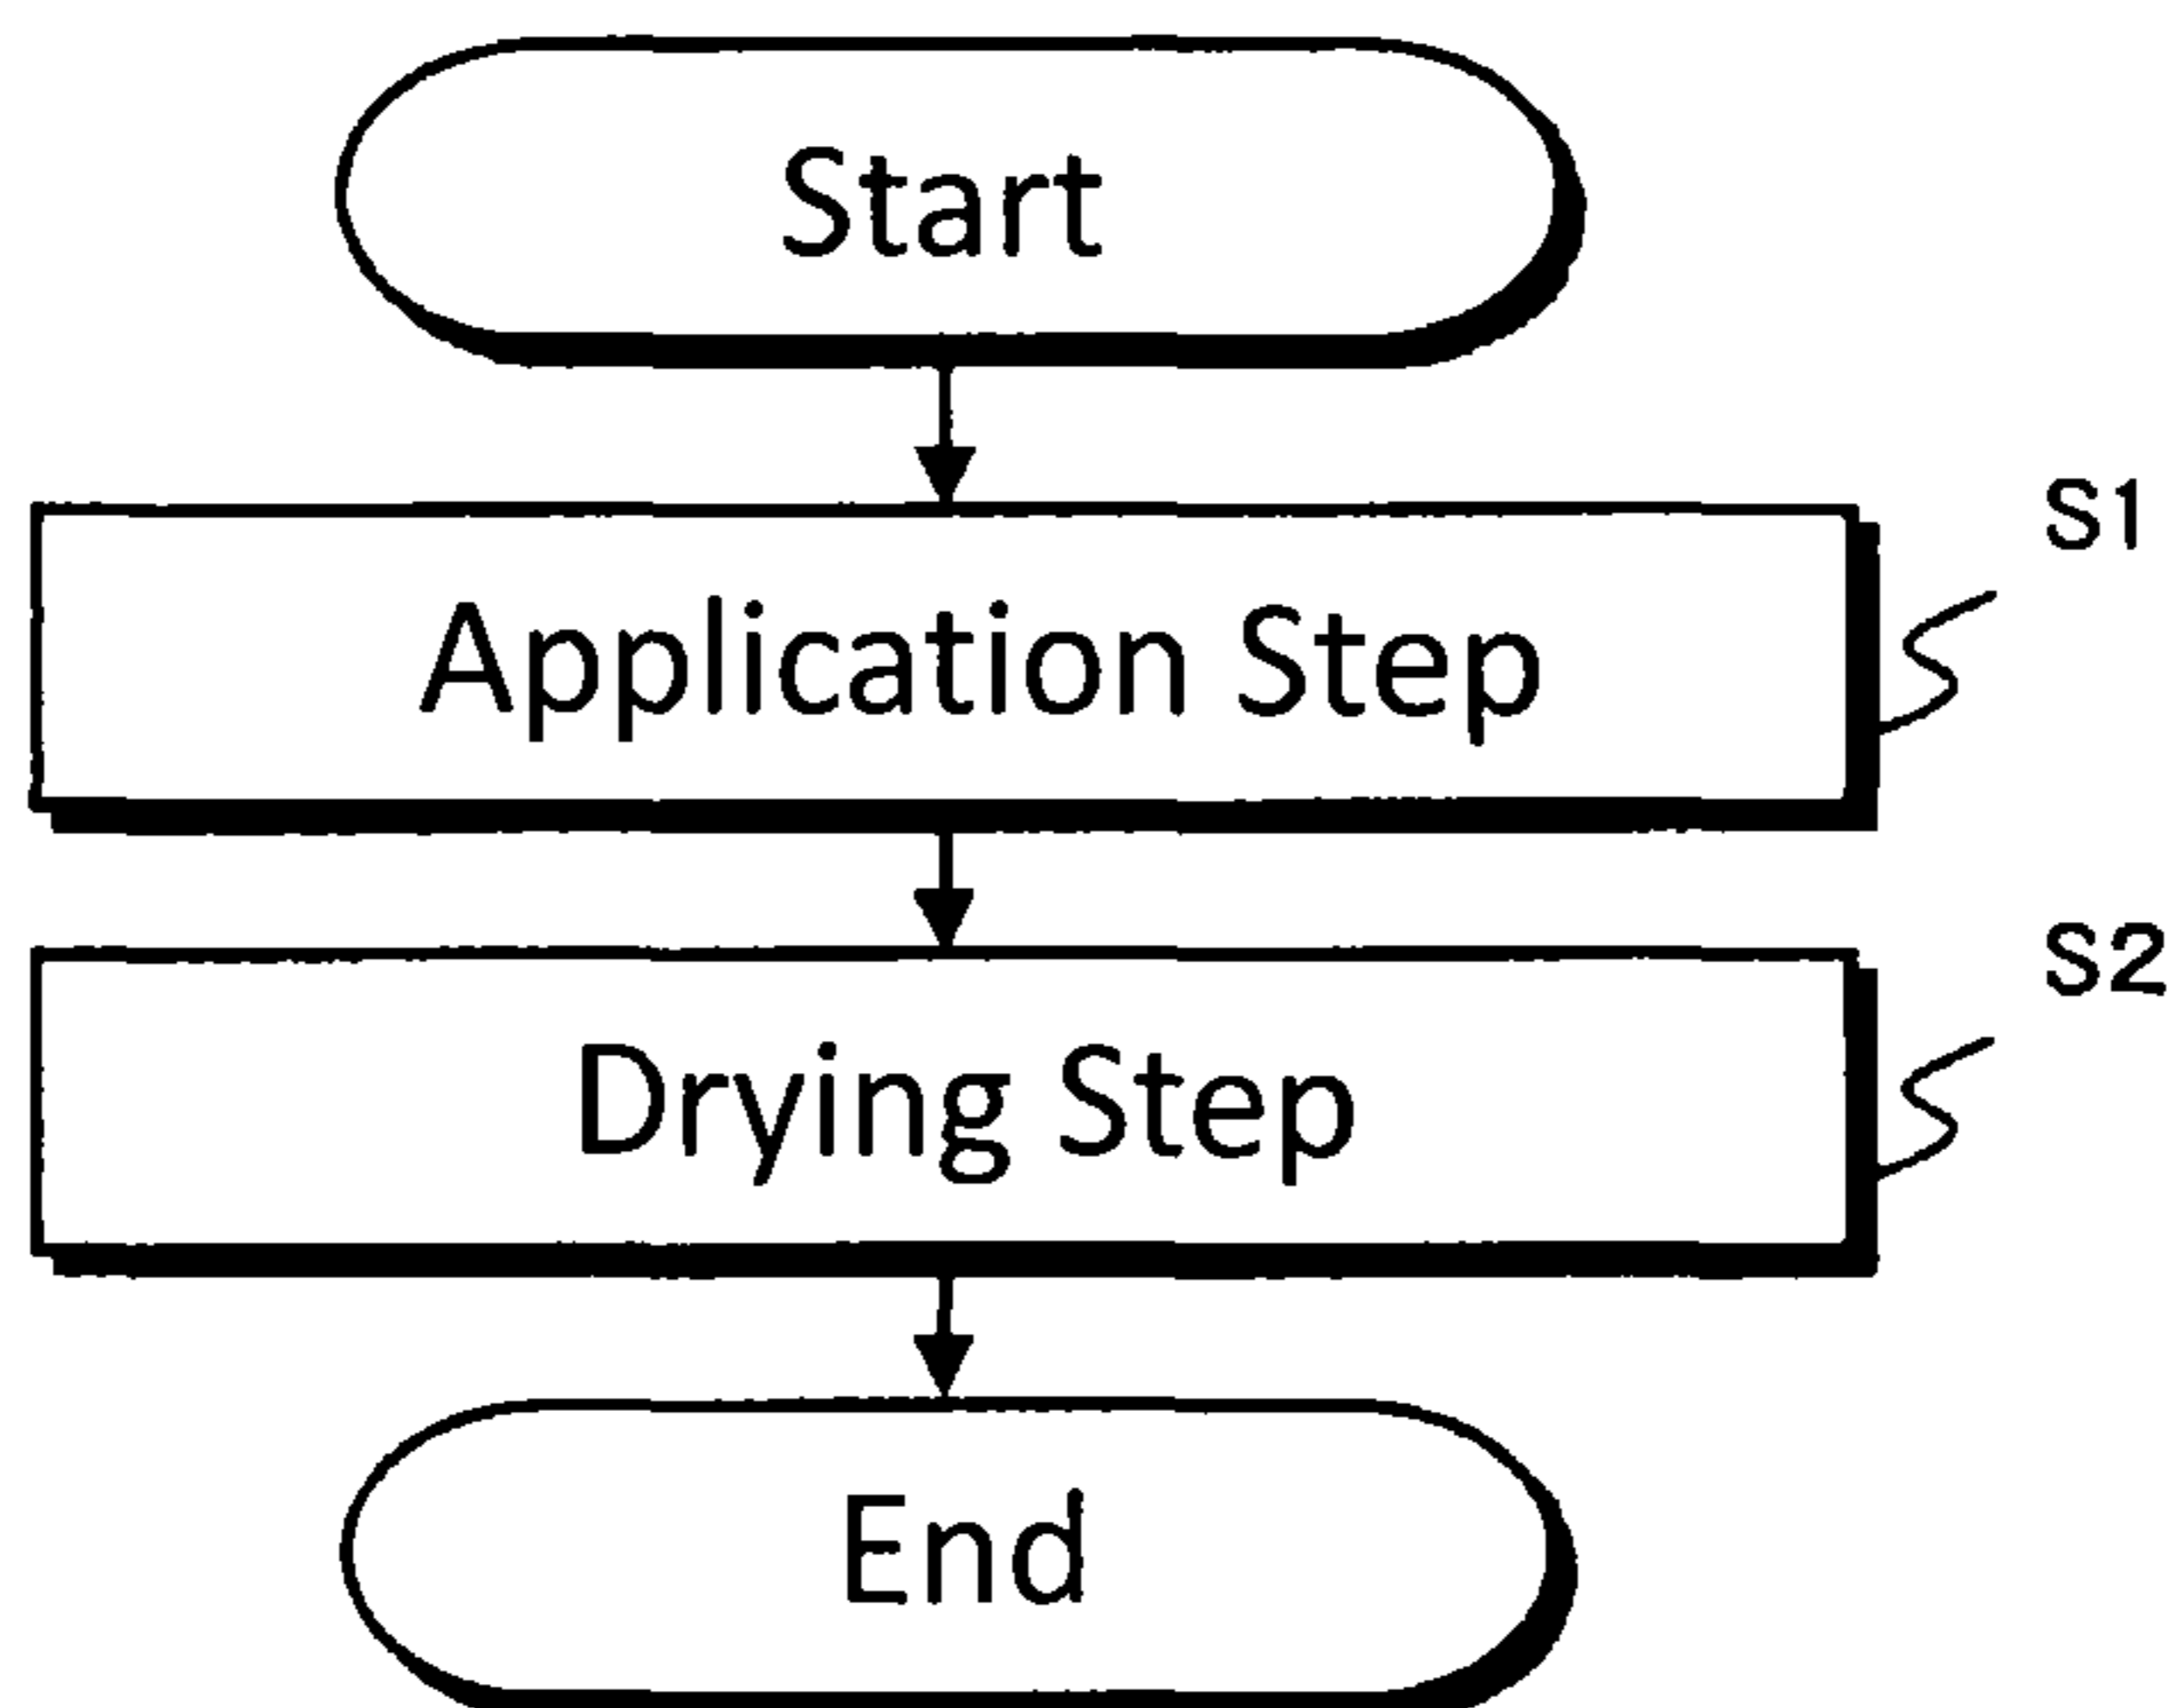 Start
S1
Application Step
S2
Drying Step
End